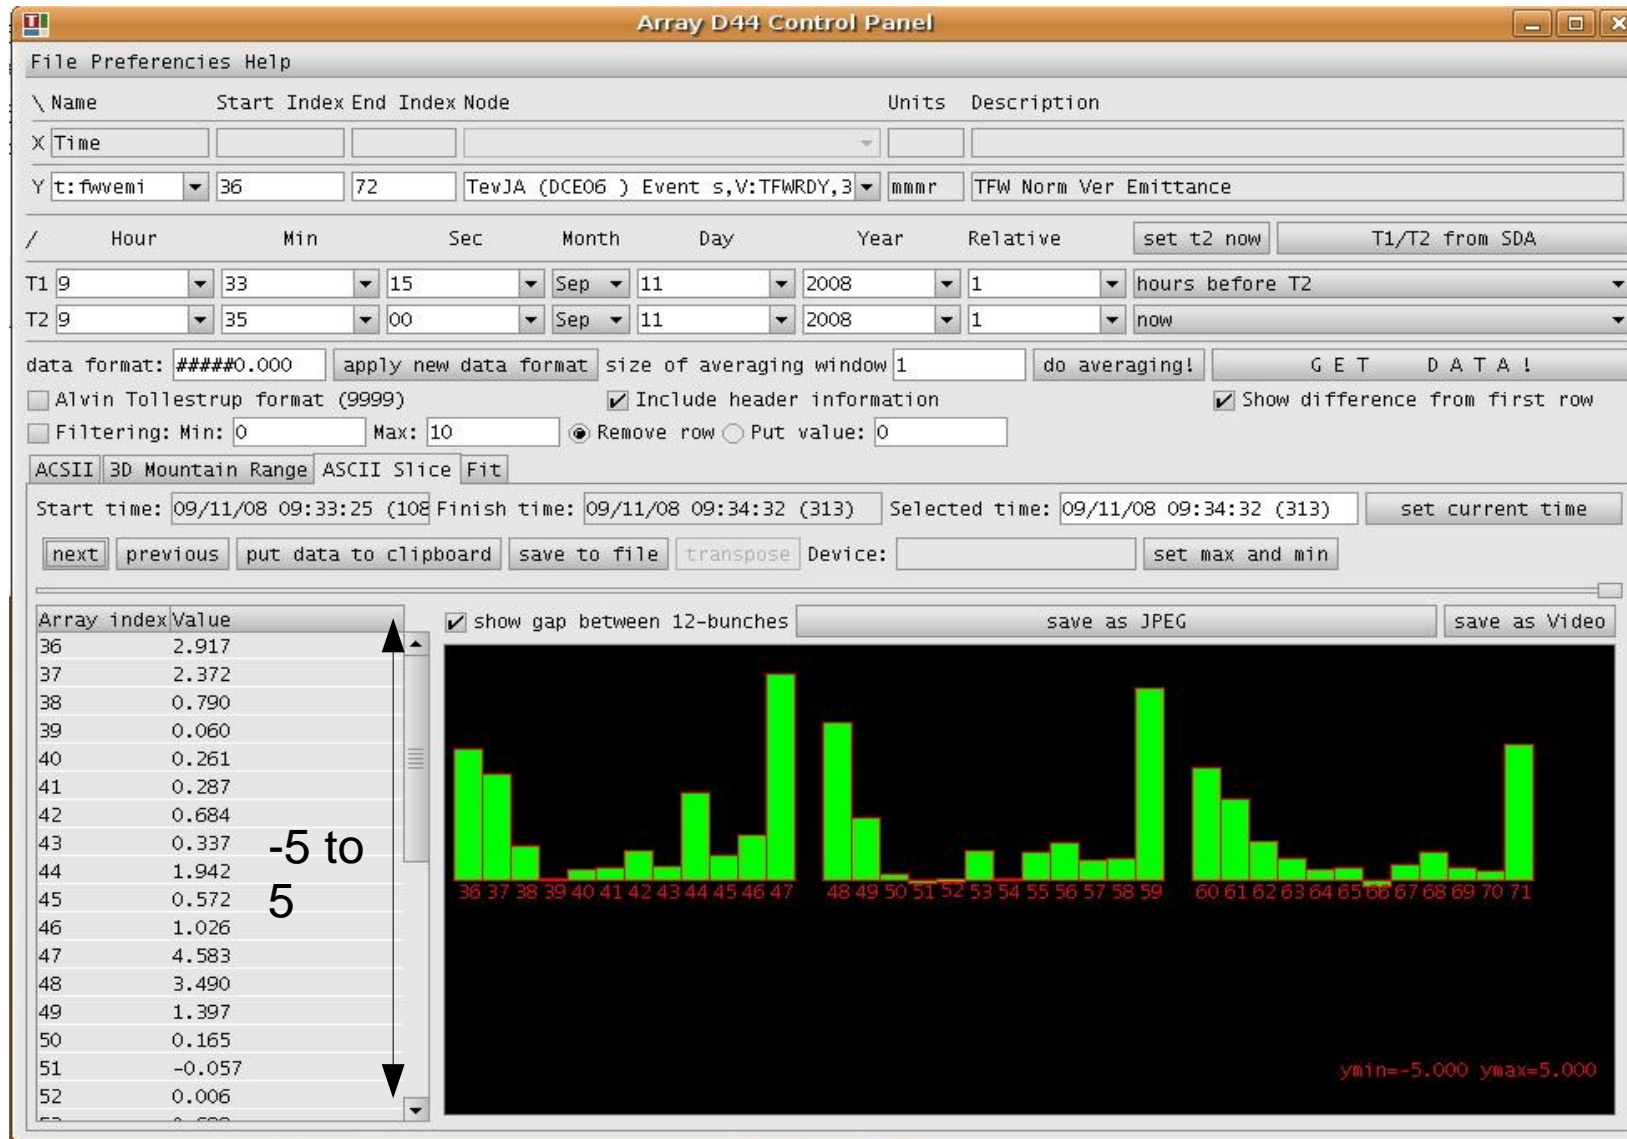 Array D44 Control Panel
File Preferencies Help
\ Name Start Index End Index Node Units Description
X Time
Y t:fwvemi 36 72 TevJA (DCE06 ) Event s,V:TFWRDY,3 mmmr TFW Norm Ver Emittance
/ Hour Min Sec Month Day Year Relative set t2 now T1/T2 from SDA
T1 9 33 15 Sep 11 2008 1 hours before T2
T2 9 35 00 Sep 11 2008 1 now
data format: #####0.000 apply new data format size of averaging window 1 do averaging! GET DATA!
Alvin Tollestrup format (9999) Include header information Show difference from first row
Filtering: Min: 0 Max: 10 Remove row Put value: 0
ACSII 3D Mountain Range ASCII Slice Fit
Start time: 09/11/08 09:33:25 (108 Finish time: 09/11/08 09:34:32 (313) Selected time: 09/11/08 09:34:32 (313) set current time
next previous put data to clipboard save to file transpose Device: set max and min
Array index Value
show gap between 12-bunches save as JPEG save as Video
36 2.917
37 2.372
38 0.790
39 0.060
40 0.261
41 0.287
42 0.684
43 0.337
44 1.942
45 0.572
46 1.026
47 4.583
48 3.490
49 1.397
50 0.165
51 -0.057
52 0.006
-5 to
5
36 37 38 39 40 41 42 43 44 45 46 47 48 49 50 51 52 53 54 55 56 57 58 59 60 61 62 63 64 65 66 67 68 69 70 71
ymin=-5.000 ymax=5.000